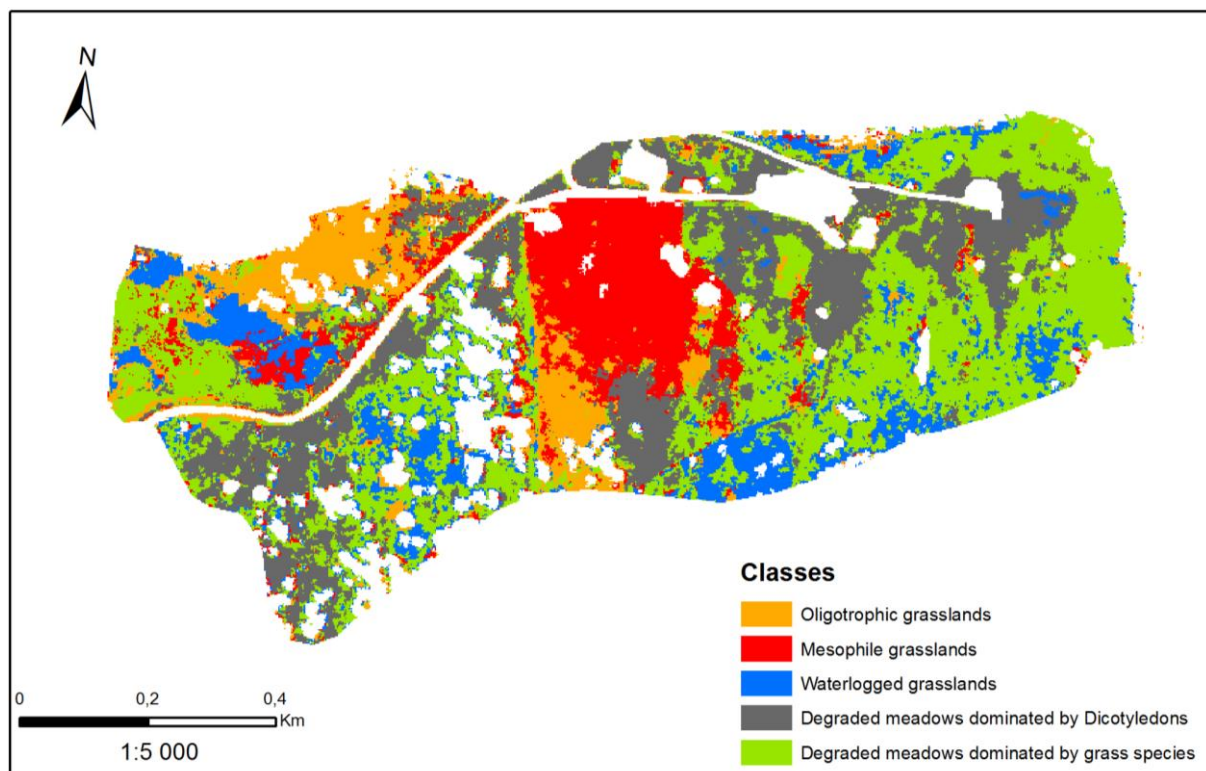 N
Classes
Oligotrophic grasslands
Mesophile grasslands
Waterlogged grasslands
Degraded meadows dominated by Dicotyledons
Degraded meadows dominated by grass species
0 0,2 0,4
Km
1:5 000